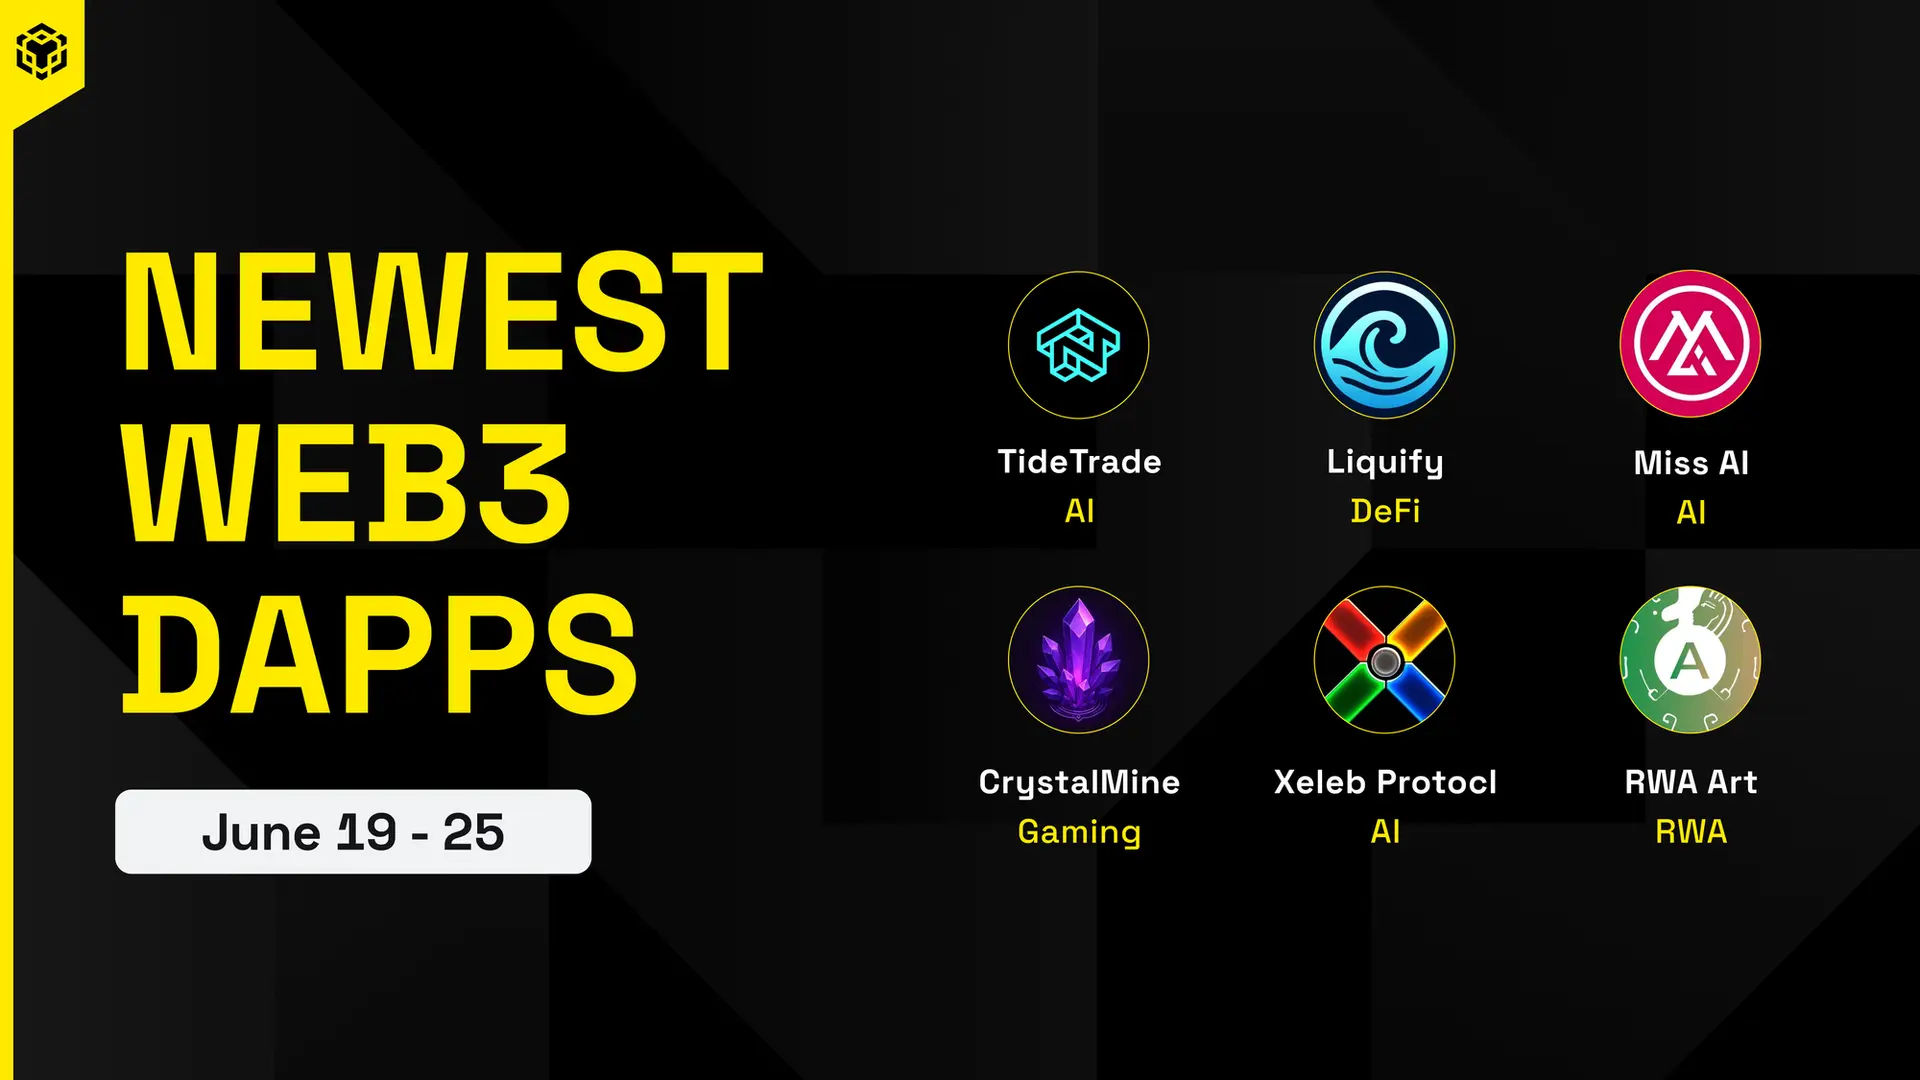 NEWEST
WEB3
DAPPS
June 19 - 25
TideTrade
AI
Liquify
DeFi
Miss AI
AI
CrystalMine
Gaming
Xeleb Protocl
AI
A
RWA Art
RWA